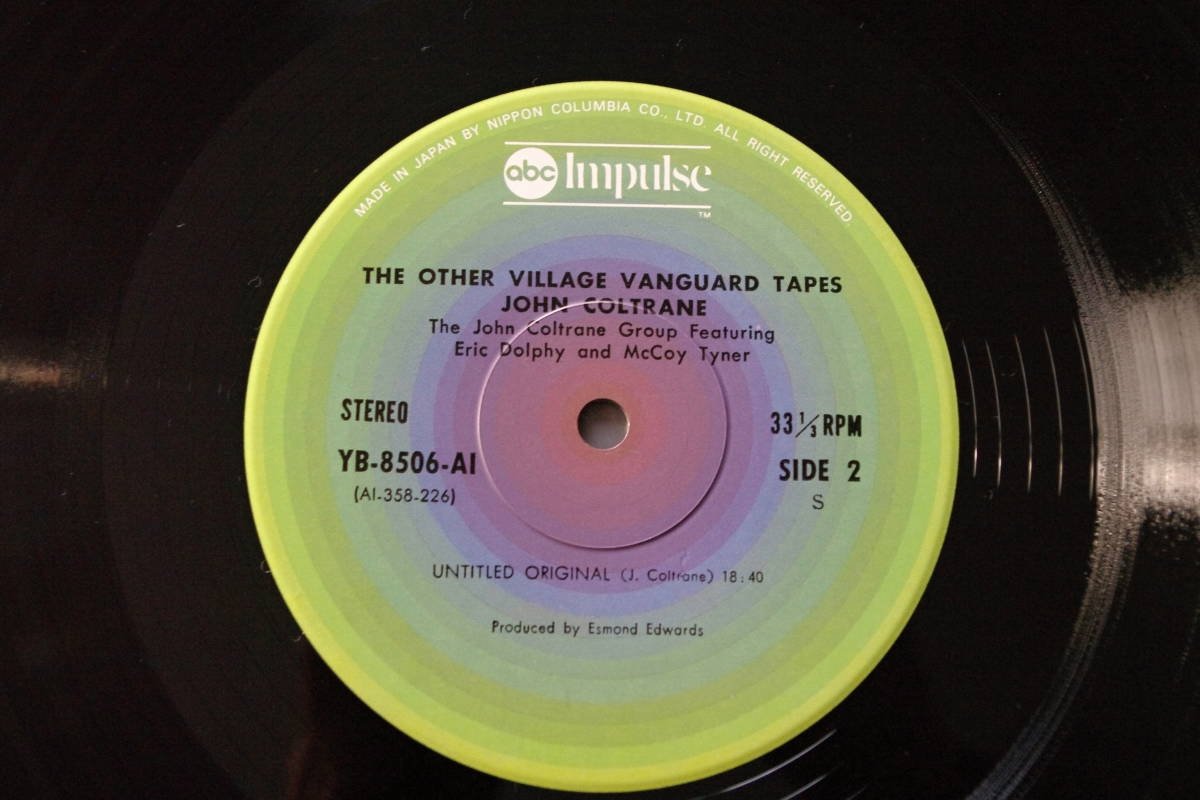 MADE IN JAPAN BY NIPPON COLUMBIA CO., LTD. ALL RIGHT RESERVED.
abc Impulse
TM
THE OTHER VILLAGE VANGUARD TAPES
JOHN COLTRANE
The John Coltrane Group Featuring
Eric Dolphy and McCoy Tyner
STEREO
33 1/3 RPM
YB-8506-AI
SIDE 2
(AI-358-226)
S
UNTITLED ORIGINAL (J. Coltrane) 18:40
Produced by Esmond Edwards